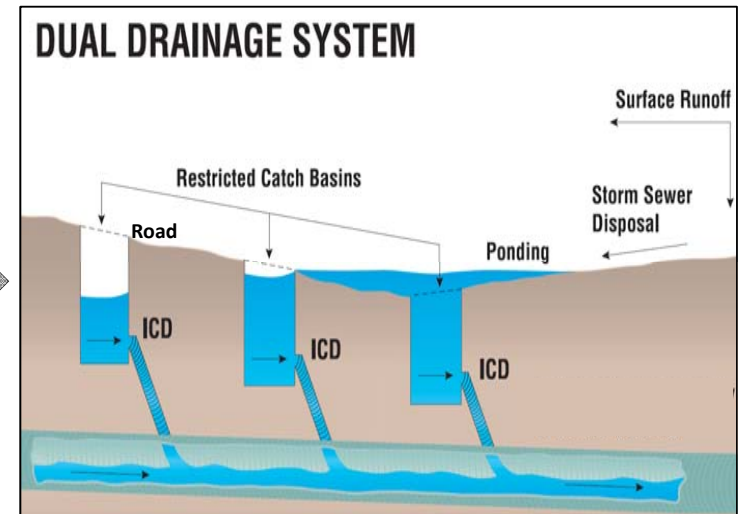 DUAL DRAINAGE SYSTEM
Surface Runoff
Restricted Catch Basins
Storm Sewer
Disposal
Road
Ponding
ICD
ICD
ICD